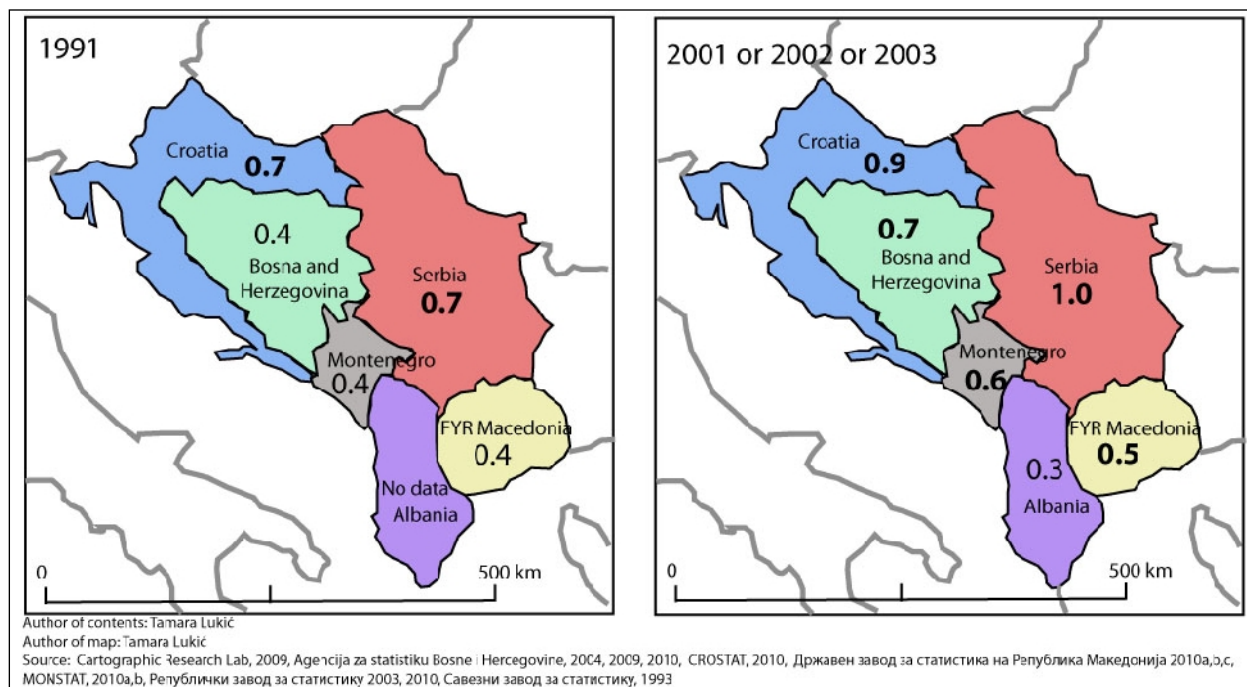 1991
Croatia
0.7
0.4
Bosna and
Herzegovina
Serbia
0.7
Montenegro
0.4
FYR Macedonia
0.4
No data
Albania
0
500 km
2001 or 2002 or 2003
Croatia
0.9
0.7
Bosna and
Herzegovina
Serbia
1.0
Montenegro
0.6
FYR Macedonia
0.5
0.3
Albania
0
500 km
Author of contents: Tamara Lukić
Author of map: Tamara Lukić
Source: Cartographic Research Lab, 2009, Agencija za statistiku Bosne i Hercegovine, 2004, 2009, 2010, CROSTAT, 2010, Државен завод за статистика на Република Македонија 2010a,b,c,
MONSTAT, 2010a,b, Републички завод за статистику 2003, 2010, Савезни завод за статистику, 1993